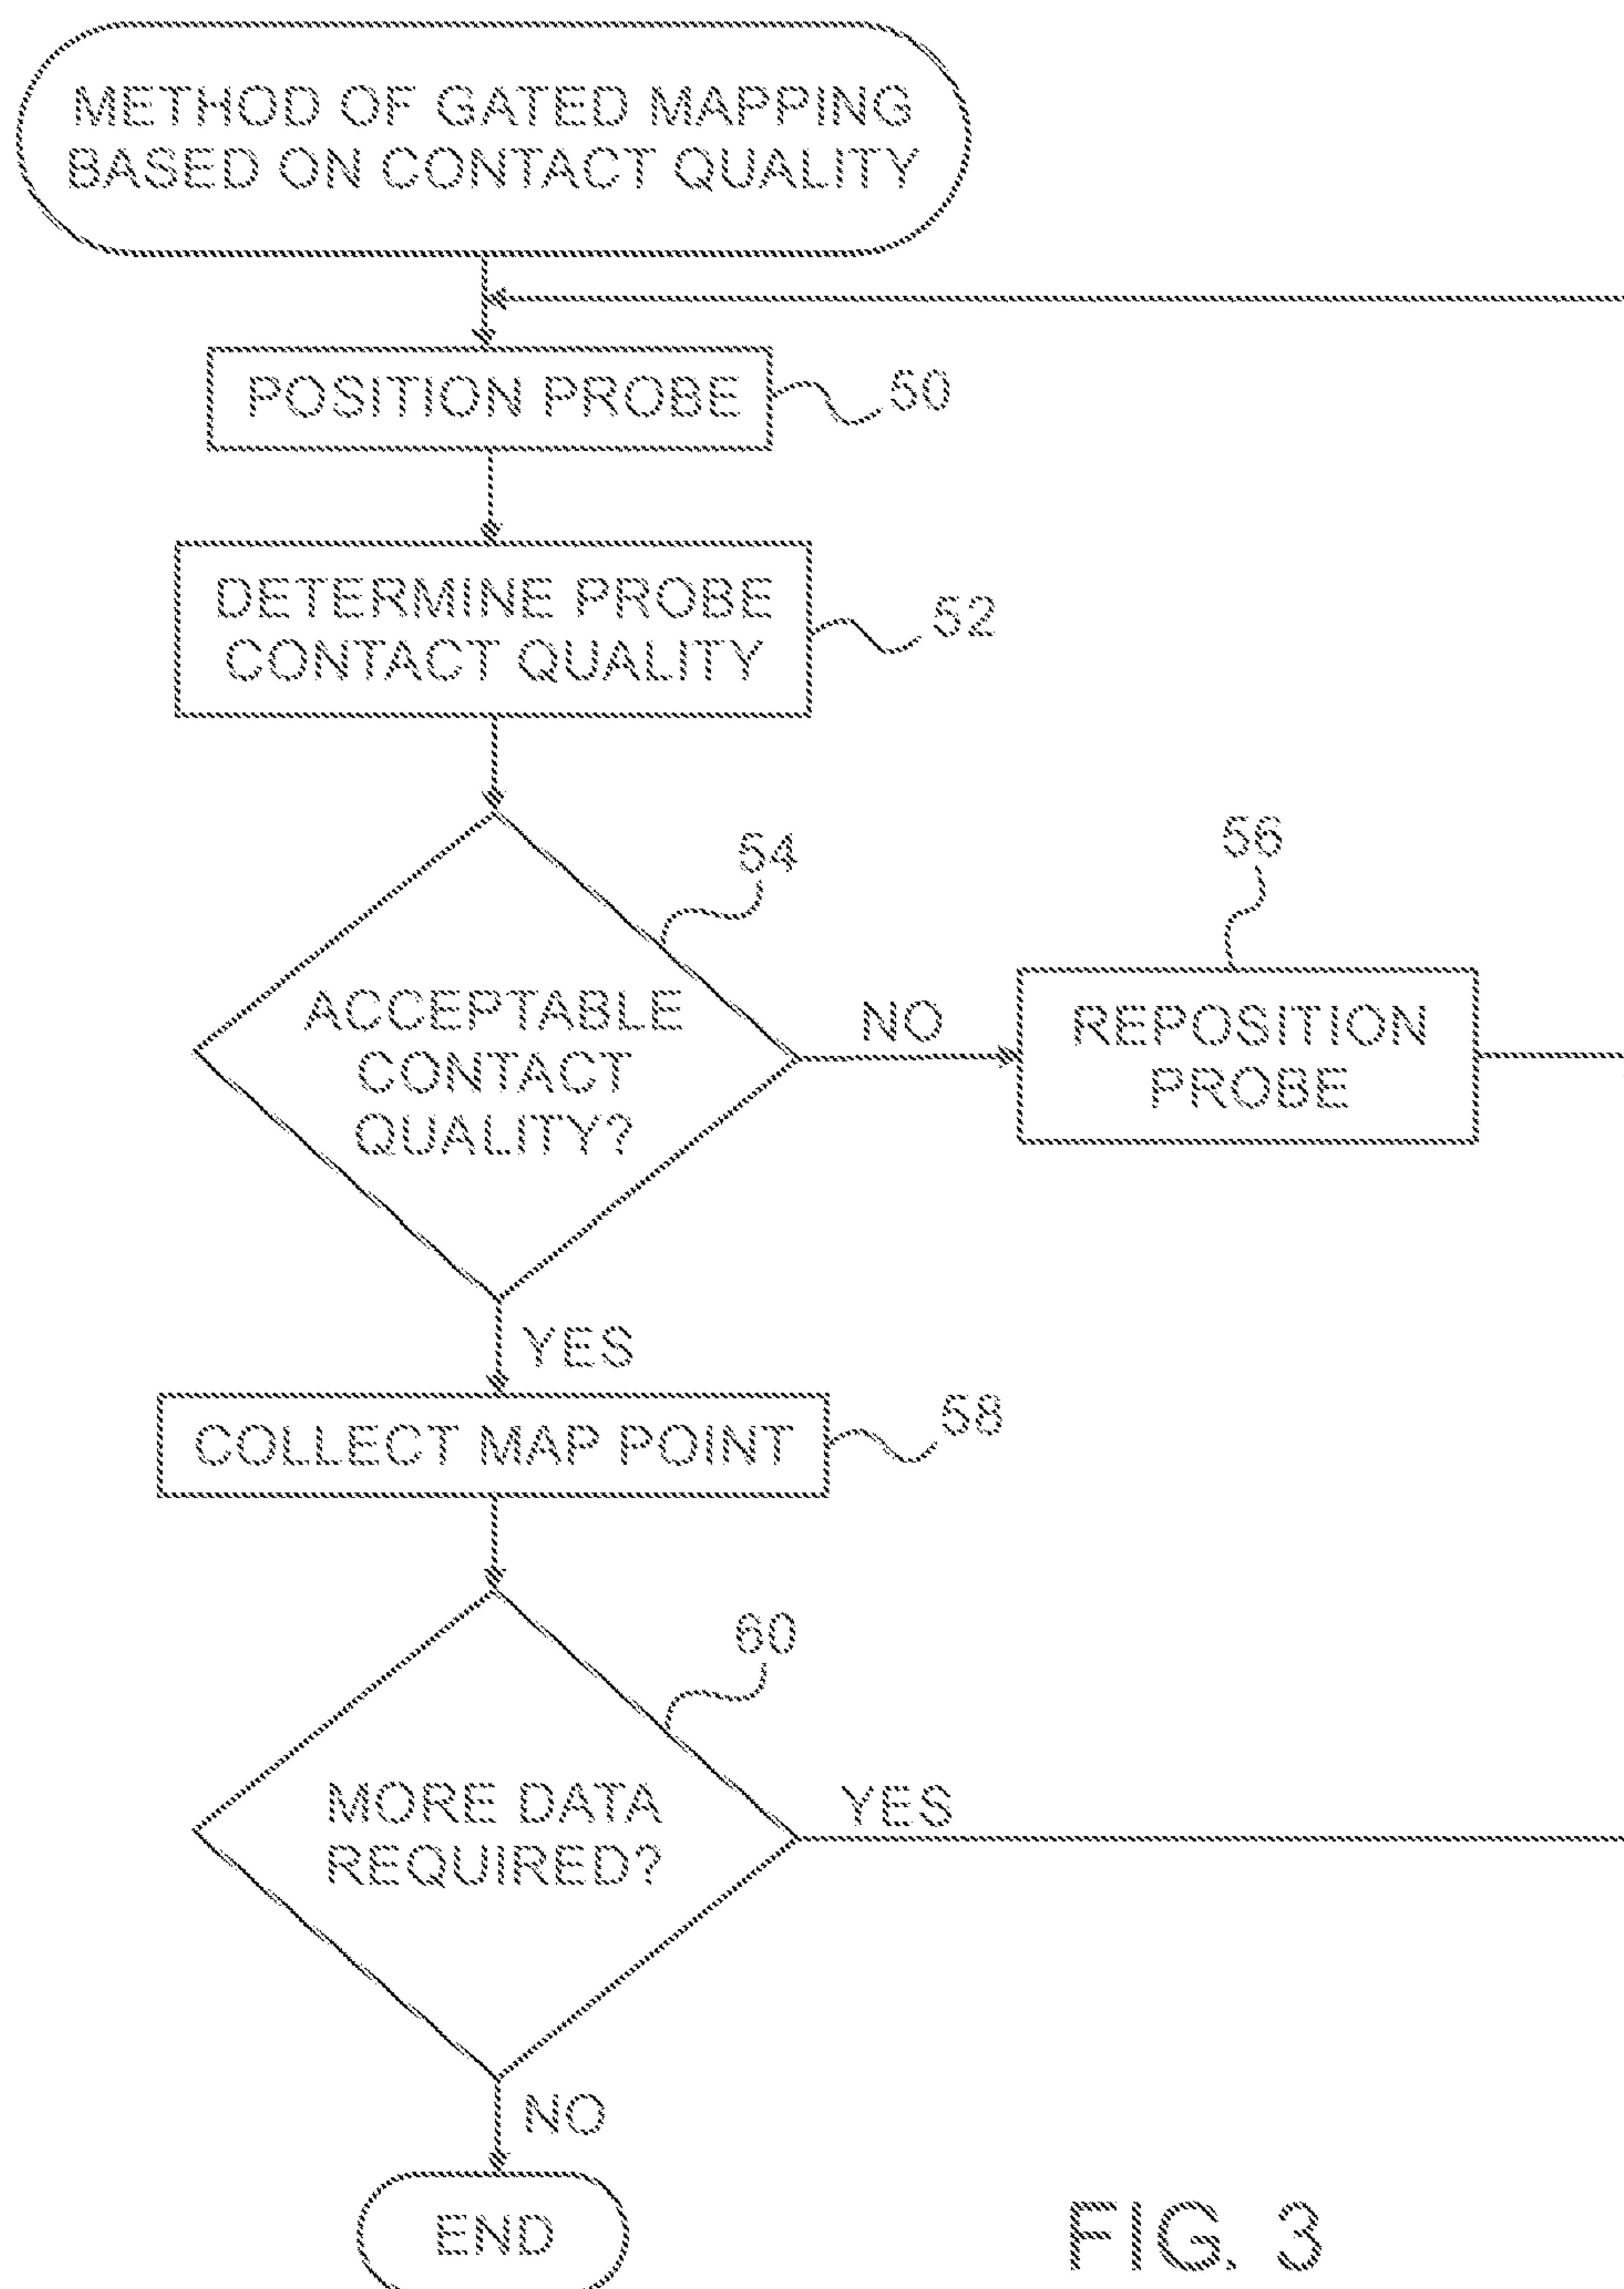 METHOD OF GATED MAPPING
BASED ON CONTACT QUALITY
POSITION PROBE
50
DETERMINE PROBE
CONTACT QUALITY
52
54
56
ACCEPTABLE
CONTACT
QUALITY?
NO
REPOSITION
PROBE
YES
COLLECT MAP POINT
58
60
MORE DATA
REQUIRED?
YES
NO
END
FIG. 3